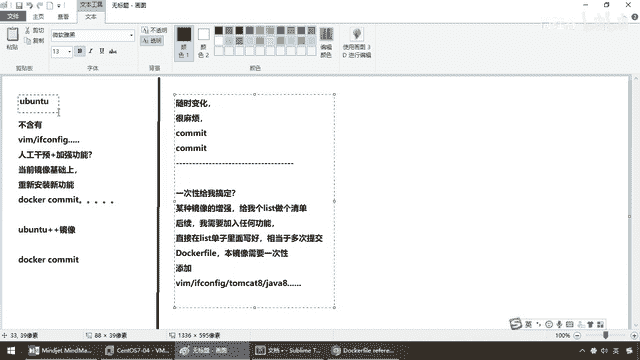 文本工具
无标题 - 画图
文件
主页
查看
文本
剪切
复制
粘贴
剪贴板
微软雅黑
13
B I U abc
字体
不透明
透明
背景
颜色 1
颜色 2
颜色
编辑颜色
使用画图 3D 进行编辑
ubuntu
不含有
vim/ifconfig.....
人工干预+加强功能?
当前镜像基础上,
重新安装新功能
docker commit。。。。。
ubuntu++镜像
docker commit
随时变化,
很麻烦,
commit
commit
------------------------------------
一次性给我搞定?
某种镜像的增强,给我个list做个清单
后续,我需要加入任何功能,
直接在list单子里面写好,相当于多次提交
Dockerfile,本镜像需要一次性
添加
vim/ifconfig/tomcat8/java8......
英
33, 39像素
88 × 39像素
1336 × 595像素
100%
Mindjet MindMa...
CentOS7-04 - VM...
无标题 - 画图
文档 • - Sublime T...
Dockerfile referen...
英